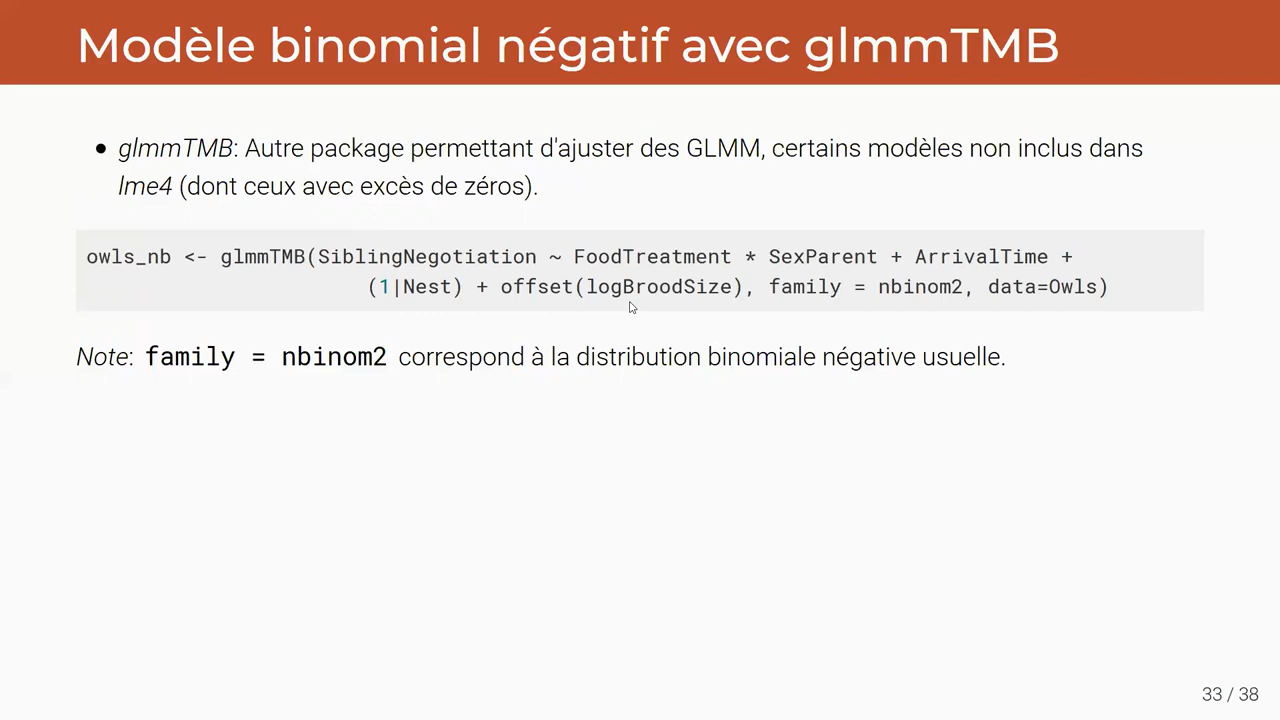 Modèle binomial négatif avec glmmTMB
• glmmTMB: Autre package permettant d'ajuster des GLMM, certains modèles non inclus dans
lme4 (dont ceux avec excès de zéros).
owls_nb <- glmmTMB(SiblingNegotiation ~ FoodTreatment * SexParent + ArrivalTime +
(1|Nest) + offset(logBroodSize), family = nbinom2, data=Owls)
Note: family = nbinom2 correspond à la distribution binomiale négative usuelle.
33 / 38